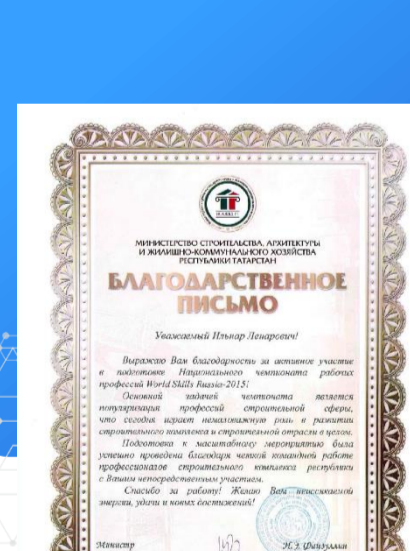 МИНИСТЕРСТВО СТРОИТЕЛЬСТВА, АРХИТЕКТУРЫ
И ЖИЛИЩНО-КОММУНАЛЬНОГО ХОЗЯЙСТВА
РЕСПУБЛИКИ ТАТАРСТАН
БЛАГОДАРСТВЕННОЕ
ПИСЬМО
Уважаемый Ильнар Ленарович!
Выражаю Вам благодарность за активное участие
в подготовке Национального чемпионата рабочих
профессий World Skills Russia-2015!
Основной задачей чемпионата является
популяризация профессий строительной сферы,
что сегодня играет немаловажную роль в развитии
строительного комплекса и строительной отрасли в целом.
Подготовка к масштабному мероприятию была
успешно проведена благодаря четкой командной работе
профессионалов строительного комплекса республики
с Вашим непосредственным участием.
Спасибо за работу! Желаю Вам неиссякаемой
энергии, удачи и новых достижений!
Министр И.Э. Файзуллин